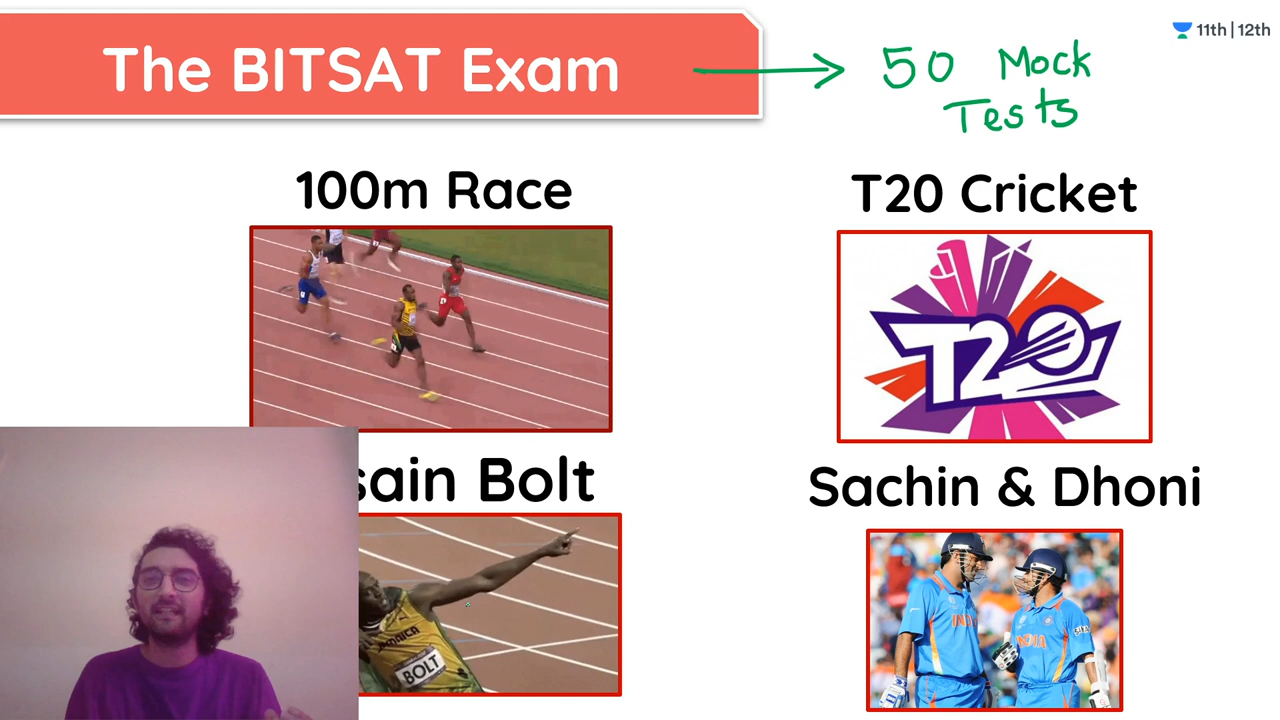 The BITSAT Exam
50 Mock
Tests
11th | 12th
100m Race
T20 Cricket
T20
sain Bolt
Sachin & Dhoni
JAMAICA
BOLT
INDIA